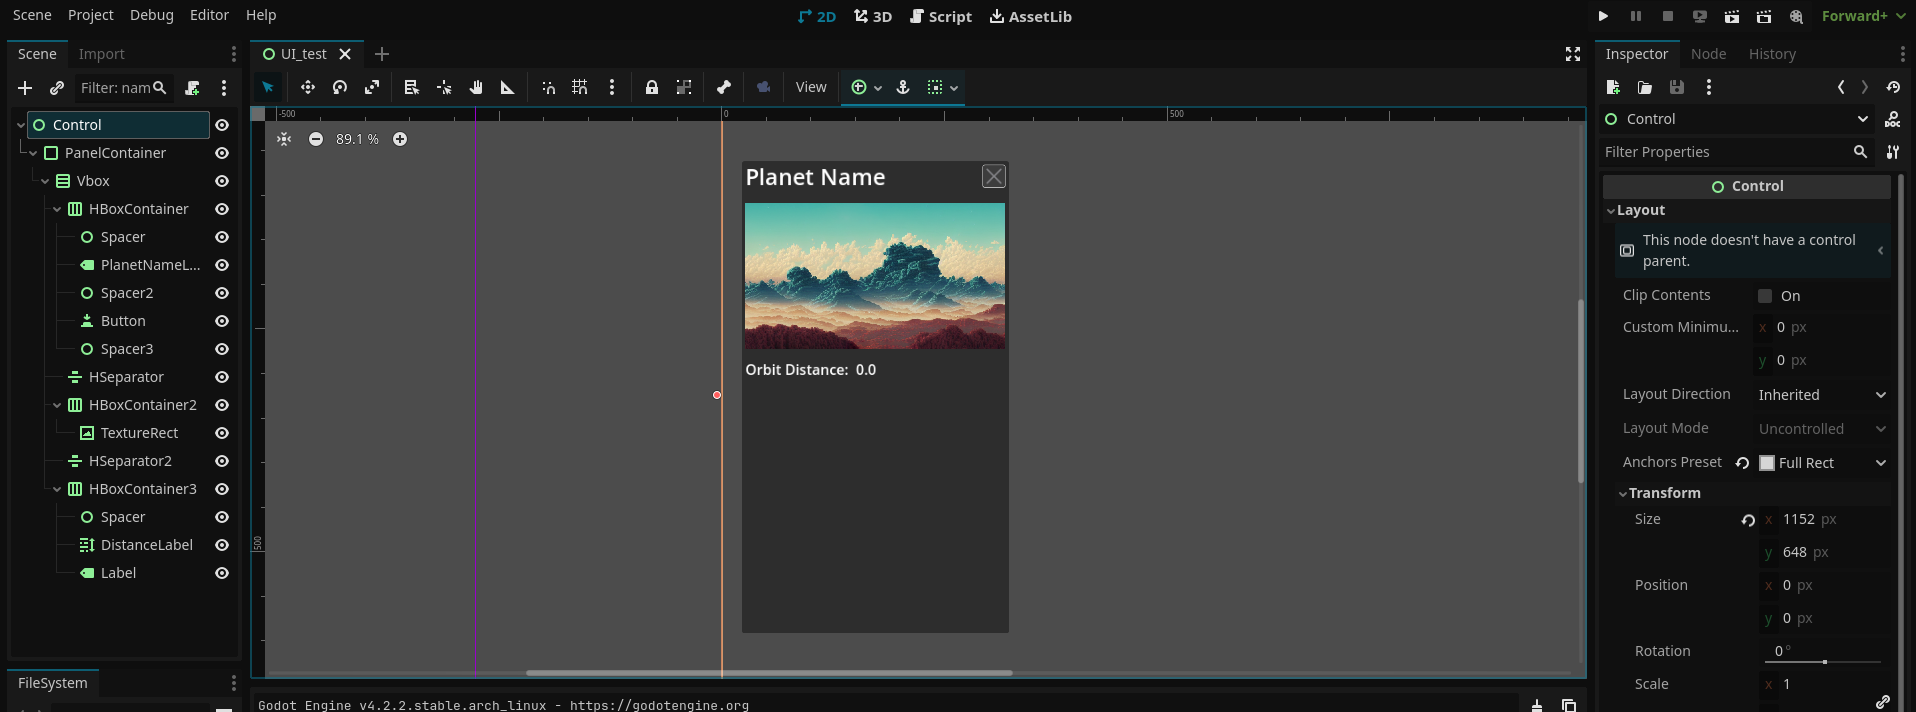 Scene Project Debug Editor Help
2D 3D Script AssetLib
Forward+
Scene Import
UI_test
Inspector Node History
Filter: nam
View
Control
PanelContainer
Vbox
HBoxContainer
Spacer
PlanetNameL...
Spacer2
Button
Spacer3
HSeparator
HBoxContainer2
TextureRect
HSeparator2
HBoxContainer3
Spacer
DistanceLabel
Label
FileSystem
-500 0 500
89.1 %
500
Planet Name
Orbit Distance: 0.0
Godot Engine v4.2.2.stable.arch_linux - https://godotengine.org
Control
Filter Properties
Control
Layout
This node doesn't have a control
parent.
Clip Contents On
Custom Minimu... x 0 px
y 0 px
Layout Direction Inherited
Layout Mode Uncontrolled
Anchors Preset Full Rect
Transform
Size x 1152 px
y 648 px
Position x 0 px
y 0 px
Rotation 0 °
Scale x 1